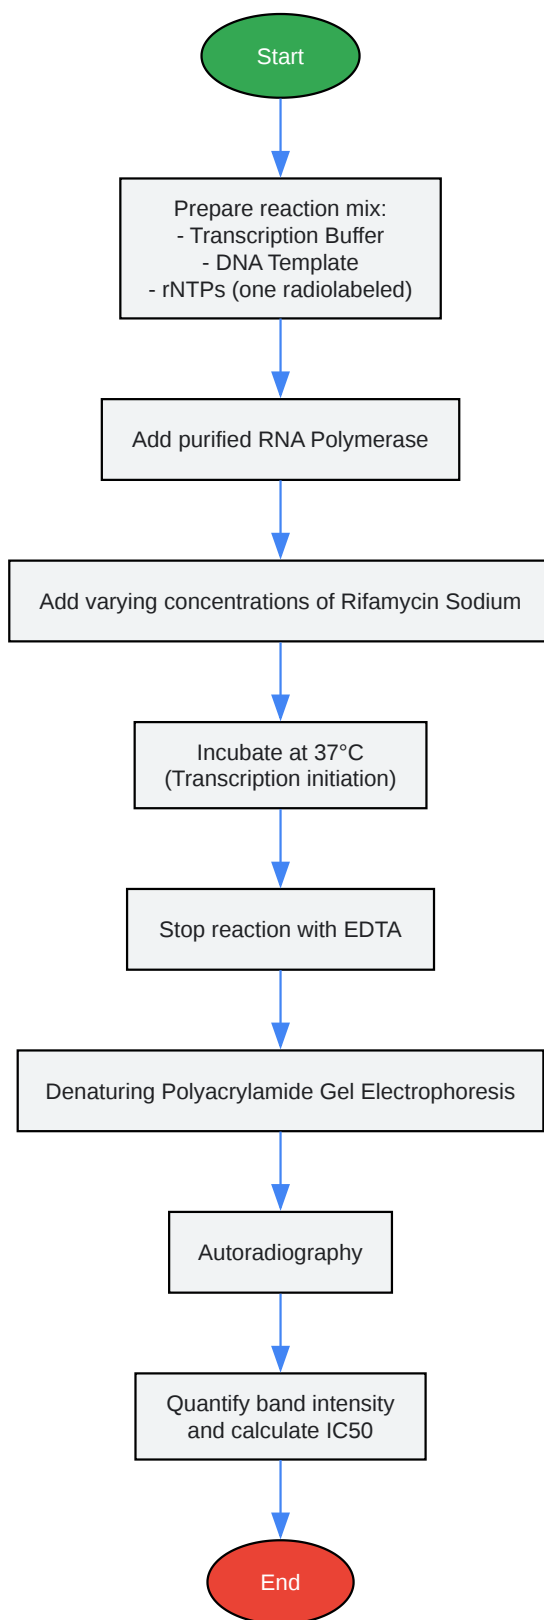 Start
Prepare reaction mix:
- Transcription Buffer
- DNA Template
- rNTPs (one radiolabeled)
Add purified RNA Polymerase
Add varying concentrations of Rifamycin Sodium
Incubate at 37°C
(Transcription initiation)
Stop reaction with EDTA
Denaturing Polyacrylamide Gel Electrophoresis
Autoradiography
Quantify band intensity
and calculate IC50
End